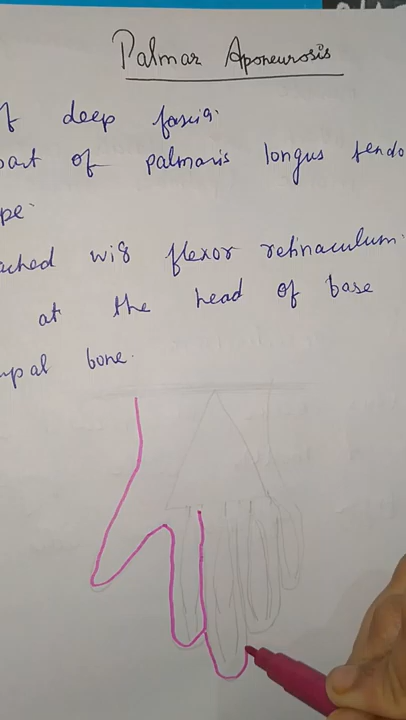 Palmar Aponeurosis
of deep fascia.
part of palmaris longus tendo
pe.
ached wi8 flexor retinaculum.
at the head of base
pal bone.